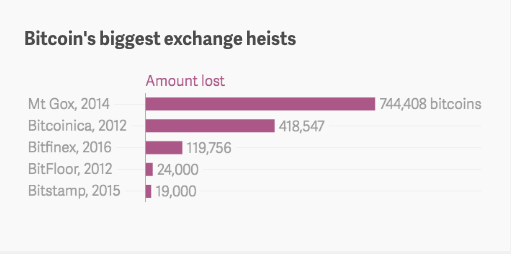 Bitcoin's biggest exchange heists
Amount lost
Mt Gox, 2014 744,408 bitcoins
Bitcoinica, 2012 418,547
Bitfinex, 2016 119,756
BitFloor, 2012 24,000
Bitstamp, 2015 19,000